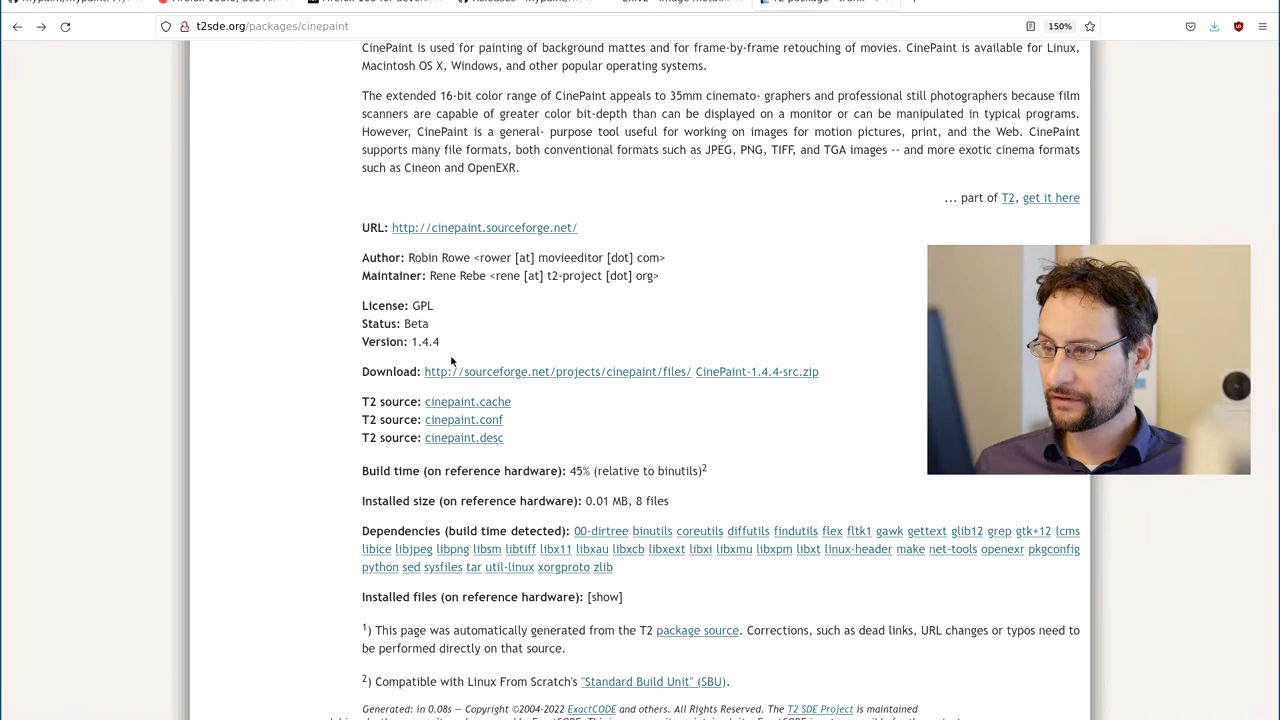 t2sde.org/packages/cinepaint
150%
CinePaint is used for painting of background mattes and for frame-by-frame retouching of movies. CinePaint is available for Linux,
Macintosh OS X, Windows, and other popular operating systems.
The extended 16-bit color range of CinePaint appeals to 35mm cinemato- graphers and professional still photographers because film
scanners are capable of greater color bit-depth than can be displayed on a monitor or can be manipulated in typical programs.
However, CinePaint is a general- purpose tool useful for working on images for motion pictures, print, and the Web. CinePaint
supports many file formats, both conventional formats such as JPEG, PNG, TIFF, and TGA images -- and more exotic cinema formats
such as Cineon and OpenEXR.
... part of T2, get it here
URL: http://cinepaint.sourceforge.net/
Author: Robin Rowe <rower [at] movieeditor [dot] com>
Maintainer: Rene Rebe <rene [at] t2-project [dot] org>
License: GPL
Status: Beta
Version: 1.4.4
Download: http://sourceforge.net/projects/cinepaint/files/ CinePaint-1.4.4-src.zip
T2 source: cinepaint.cache
T2 source: cinepaint.conf
T2 source: cinepaint.desc
Build time (on reference hardware): 45% (relative to binutils)2
Installed size (on reference hardware): 0.01 MB, 8 files
Dependencies (build time detected): 00-dirtree binutils coreutils diffutils findutils flex fltk1 gawk gettext glib12 grep gtk+12 lcms
libice libjpeg libpng libsm libtiff libx11 libxau libxcb libxext libxi libxmu libxpm libxt linux-header make net-tools openexr pkgconfig
python sed sysfiles tar util-linux xorgproto zlib
Installed files (on reference hardware): [show]
1) This page was automatically generated from the T2 package source. Corrections, such as dead links, URL changes or typos need to
be performed directly on that source.
2) Compatible with Linux From Scratch's "Standard Build Unit" (SBU).
Generated: in 0.08s — Copyright ©2004-2022 ExactCODE and others. All Rights Reserved. The T2 SDE Project is maintained